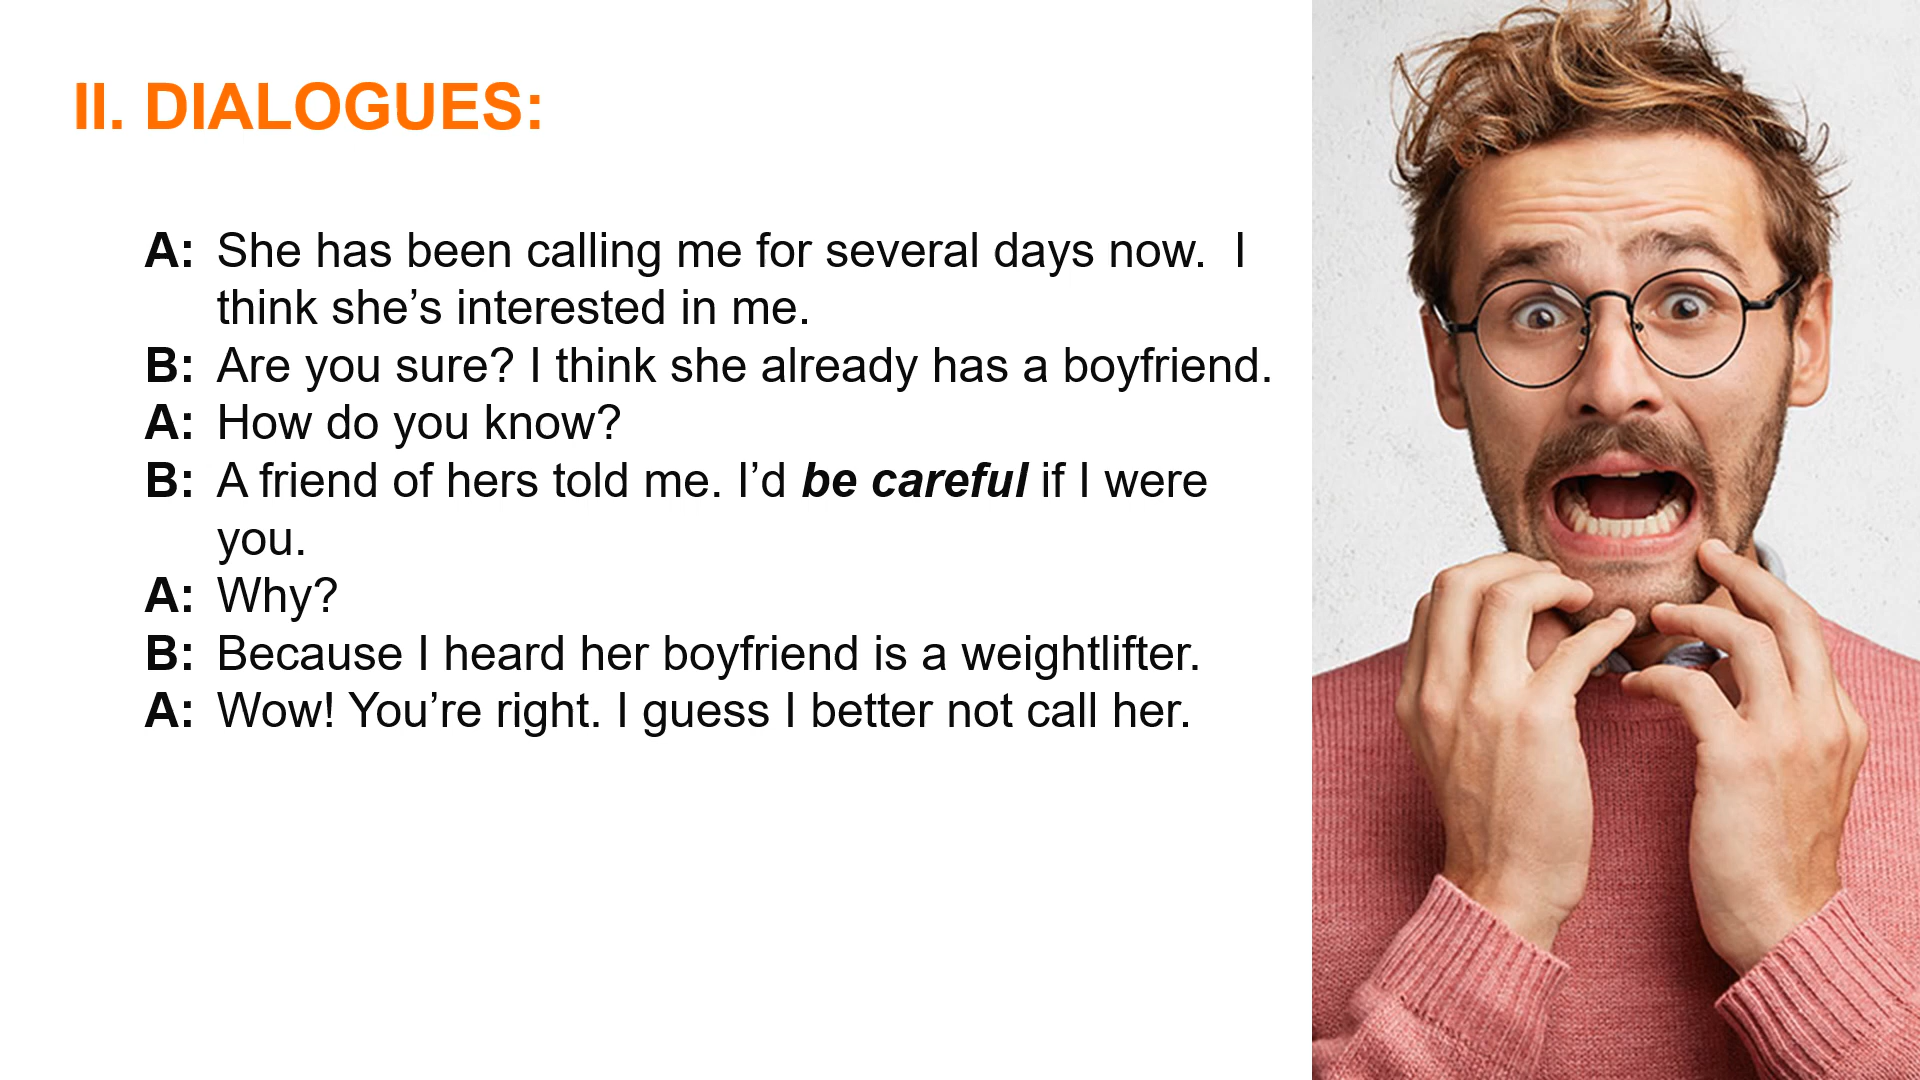 II. DIALOGUES:
A: She has been calling me for several days now.  I
think she’s interested in me.
B: Are you sure? I think she already has a boyfriend.
A: How do you know?
B: A friend of hers told me. I’d be careful if I were
you.
A: Why?
B: Because I heard her boyfriend is a weightlifter.
A: Wow! You’re right. I guess I better not call her.